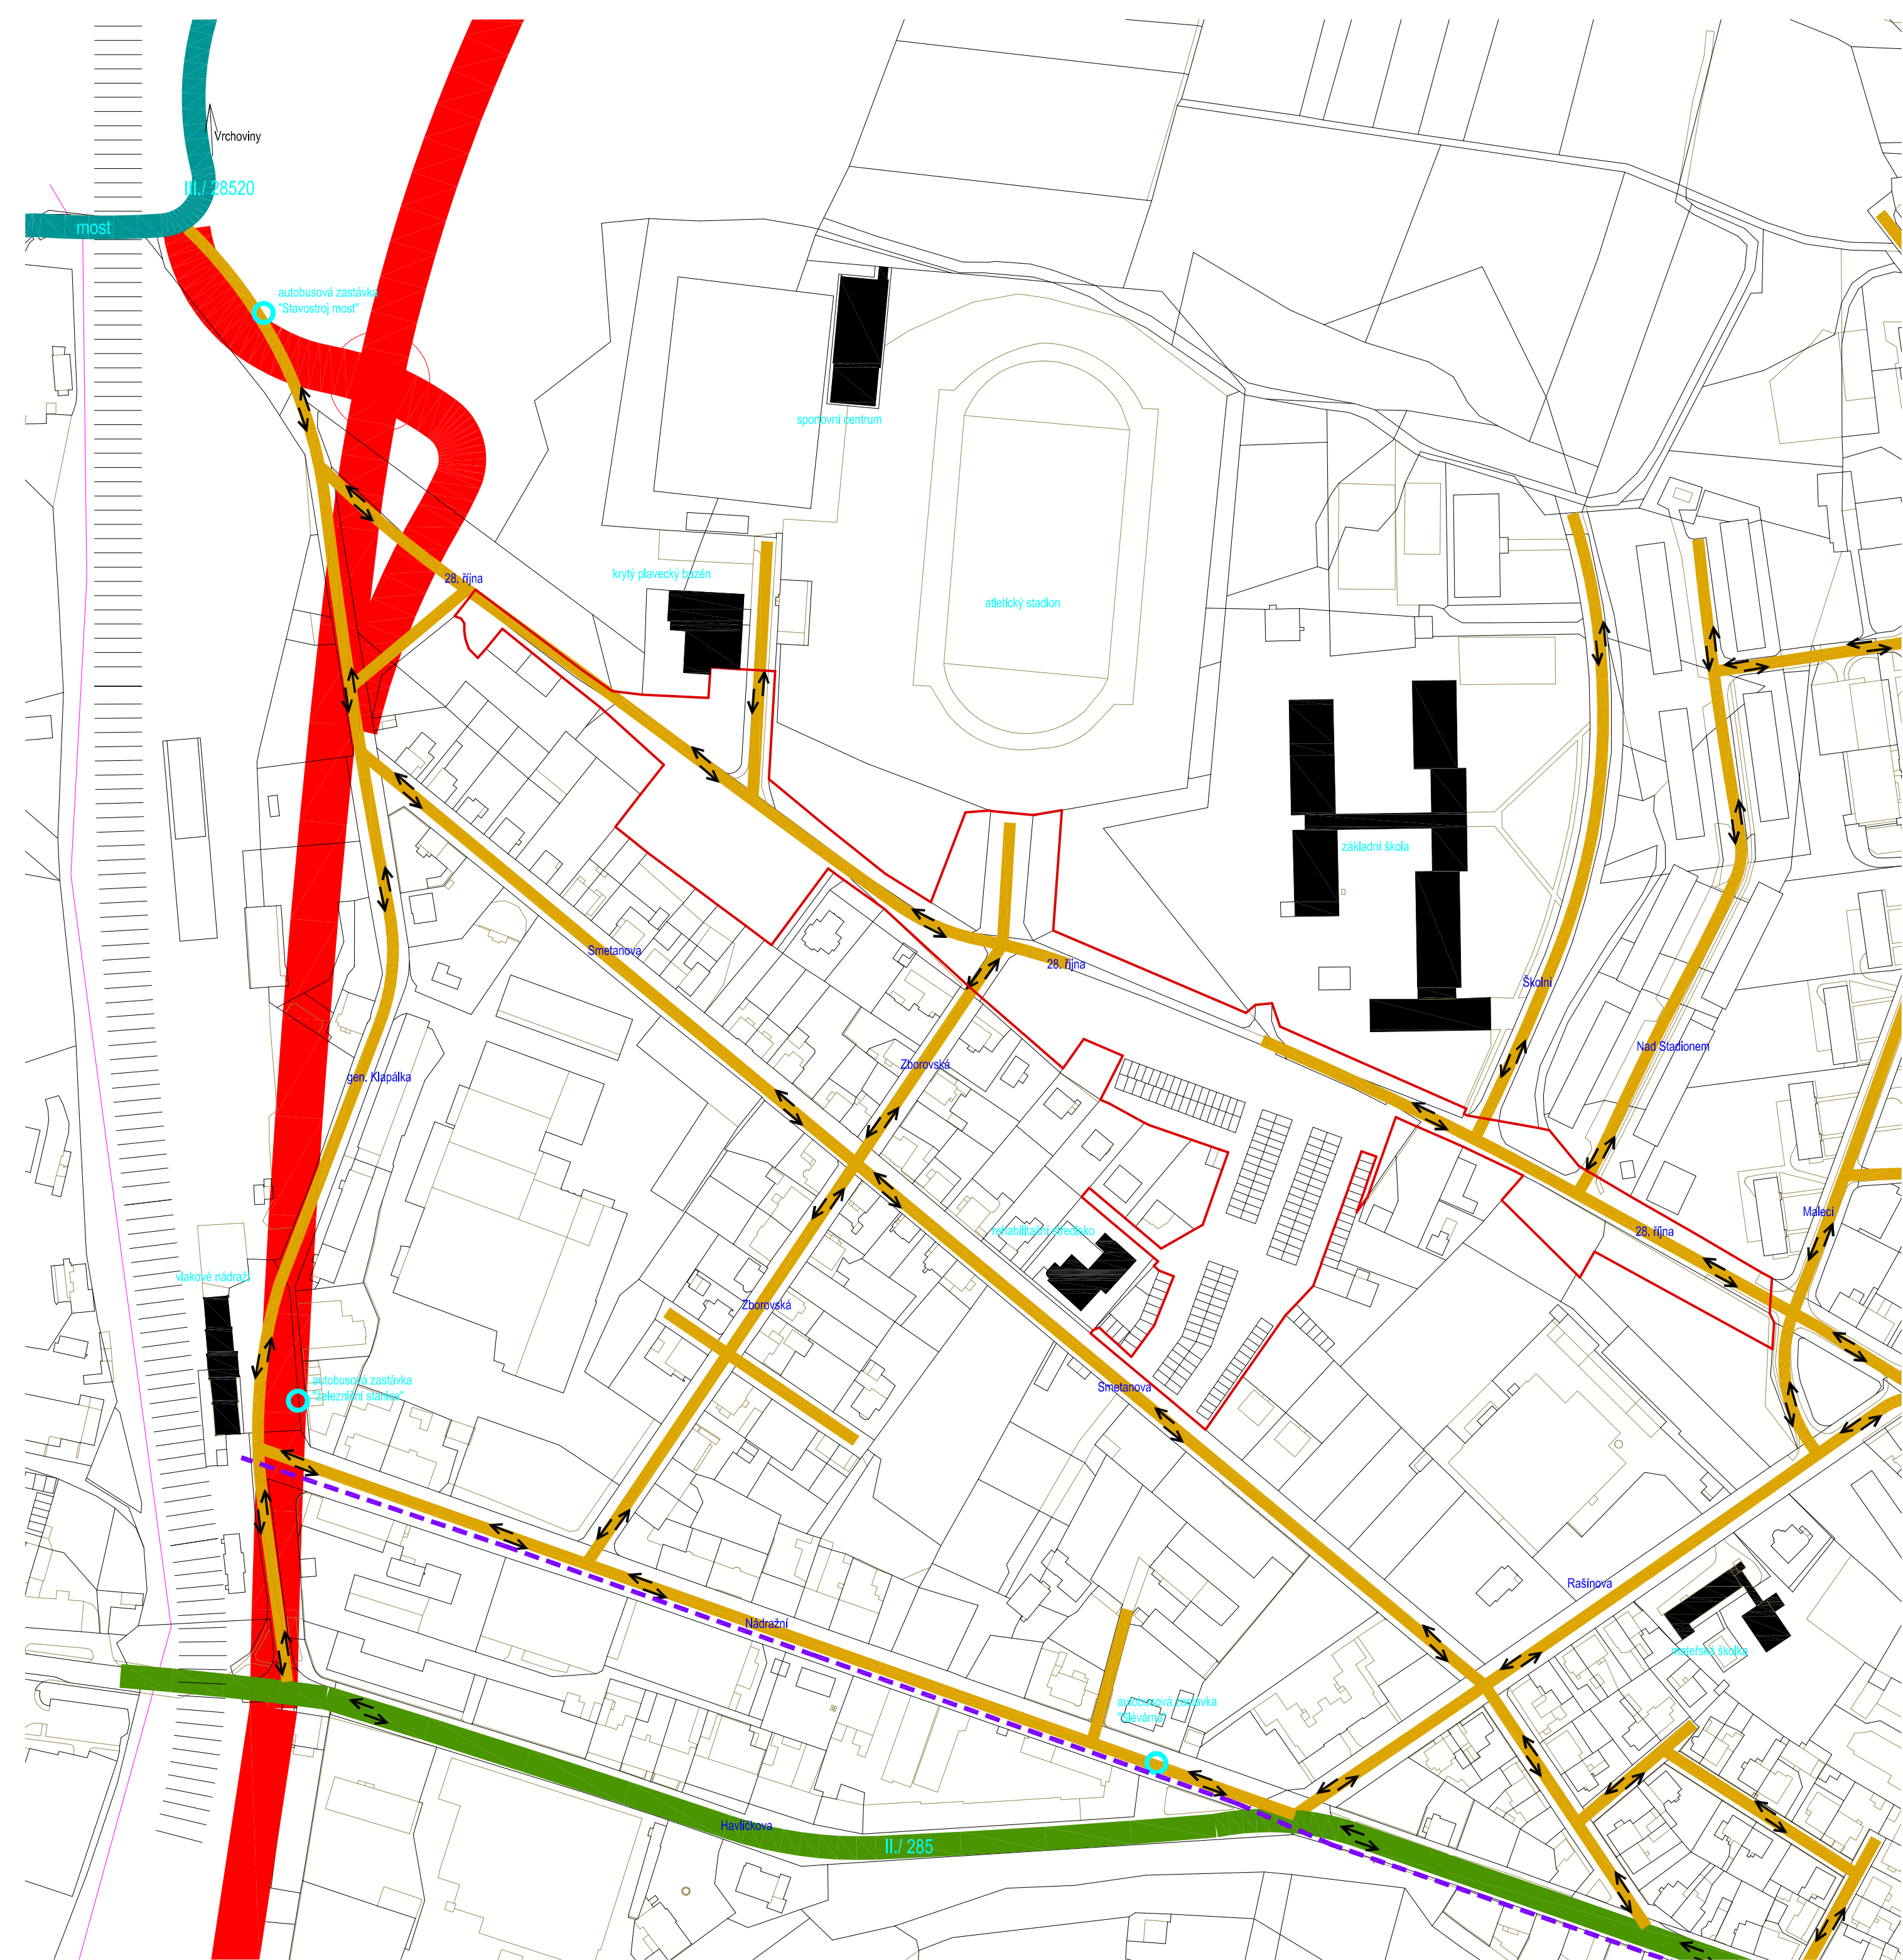 Vrchoviny
III./ 28520
most
autobusová zastávka
"Stavostroj most"
sportovní centrum
krytý plavecký bazén
28. října
atletický stadion
základní škola
Smetanova
28. října
Školní
Nad Stadionem
Zborovská
gen. Klapálka
Malecí
rehabilitační středisko
28. října
vlakové nádraží
Zborovská
autobusová zastávka
"železniční stanice"
Smetanova
Rašínova
Nádražní
mateřská školka
autobusová zastávka
"Slévárna"
Havlíčkova
II./ 285